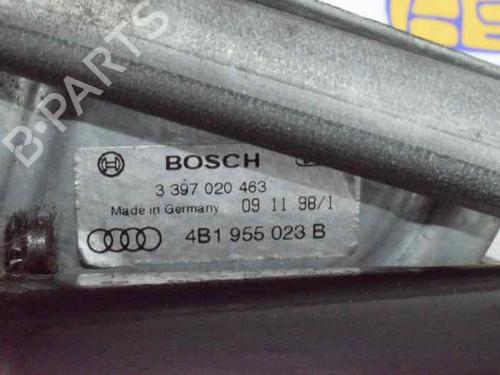 B-PARTS
BOSCH
3 397 020 463
Made in Germany 09 11 98/1
4B1 955 023 B